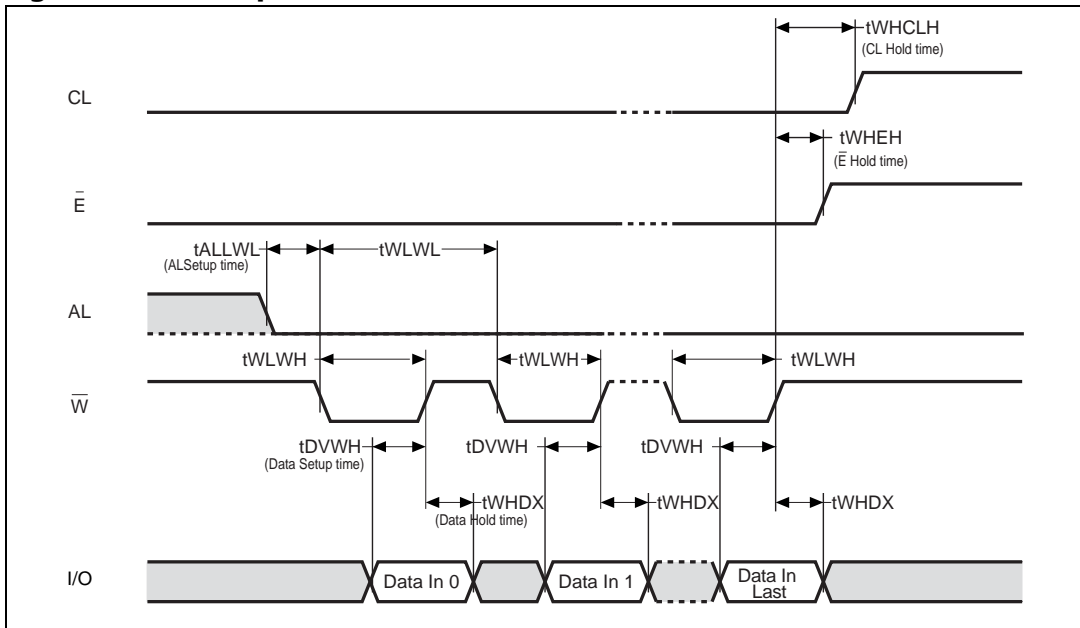 tWHCLH
(CL Hold time)
CL
tWHEH
(E̅ Hold time)
E̅
tALLWL
(ALSetup time)
tWLWL
AL
tWLWH
tWLWH
tWLWH
W̅
tDVWH
(Data Setup time)
tDVWH
tDVWH
tWHDX
(Data Hold time)
tWHDX
tWHDX
I/O
Data In 0
Data In 1
Data In
Last